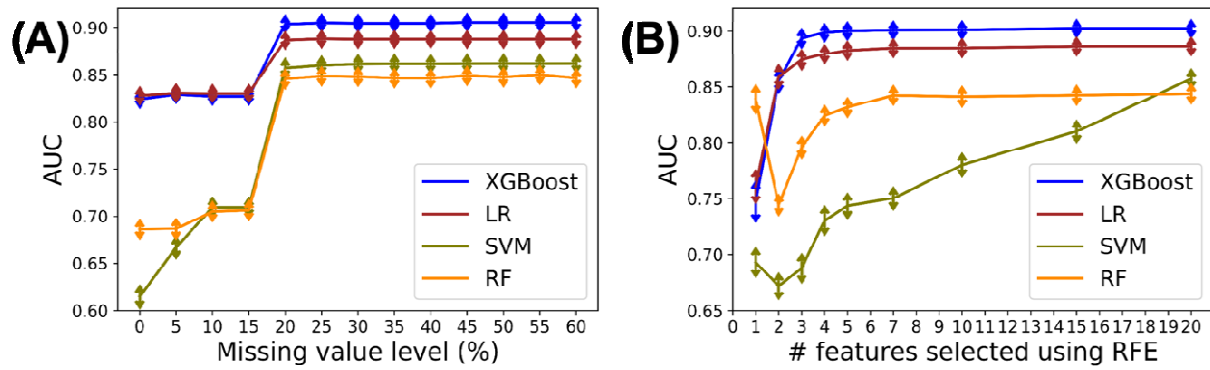 (A)
AUC
0.90
0.85
0.80
0.75
0.70
0.65
0.60
XGBoost
LR
SVM
RF
0 5 10 15 20 25 30 35 40 45 50 55 60
Missing value level (%)
(B)
AUC
0.90
0.85
0.80
0.75
0.70
0.65
XGBoost
LR
SVM
RF
0 1 2 3 4 5 6 7 8 9 10 11 12 13 14 15 16 17 18 19 20
# features selected using RFE